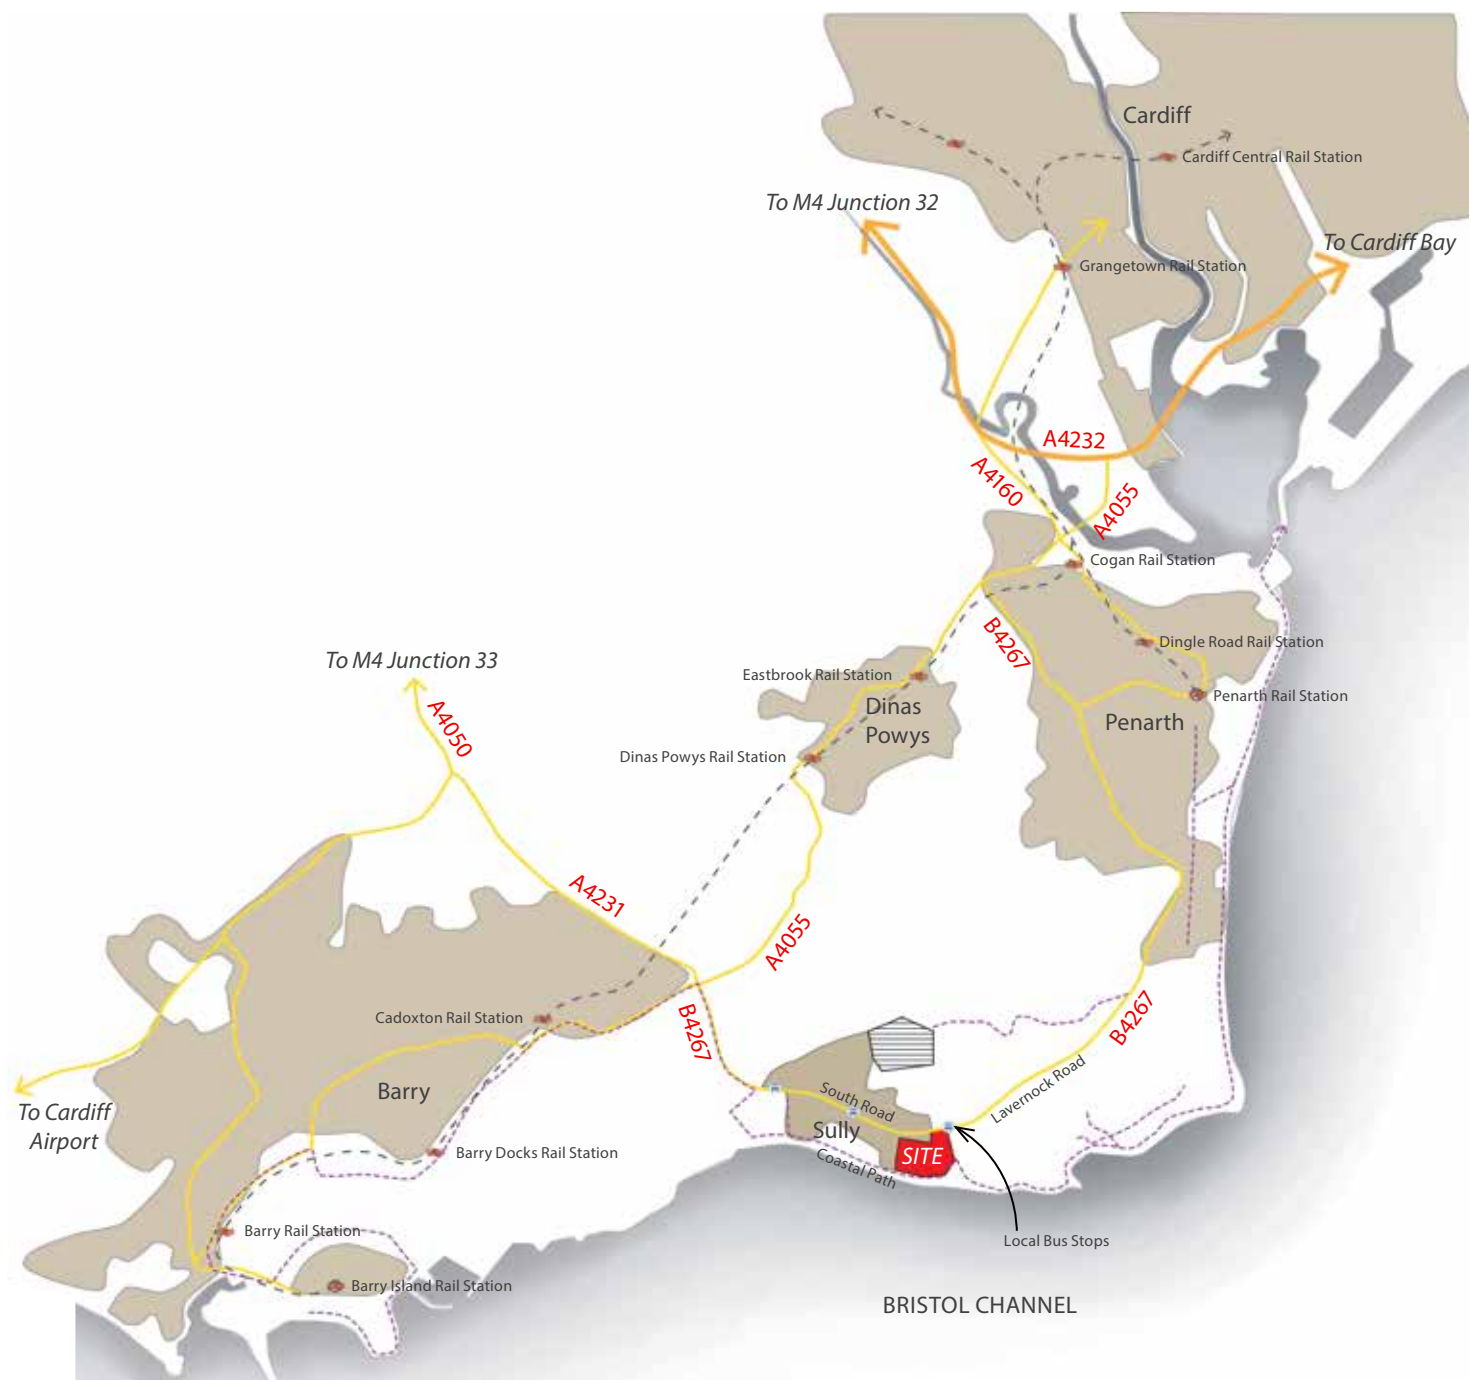 Cardiff
Cardiff Central Rail Station
To M4 Junction 32
To Cardiff Bay
Grangetown Rail Station
A4232
A4160
A4055
Cogan Rail Station
B4267
Dingle Road Rail Station
To M4 Junction 33
Eastbrook Rail Station
Penarth Rail Station
A4050
Dinas
Powys
Penarth
Dinas Powys Rail Station
A4231
A4055
Cadoxton Rail Station
B4267
B4267
Barry
South Road
Lavernock Road
To Cardiff
Airport
Sully
SITE
Barry Docks Rail Station
Coastal Path
Barry Rail Station
Local Bus Stops
Barry Island Rail Station
BRISTOL CHANNEL